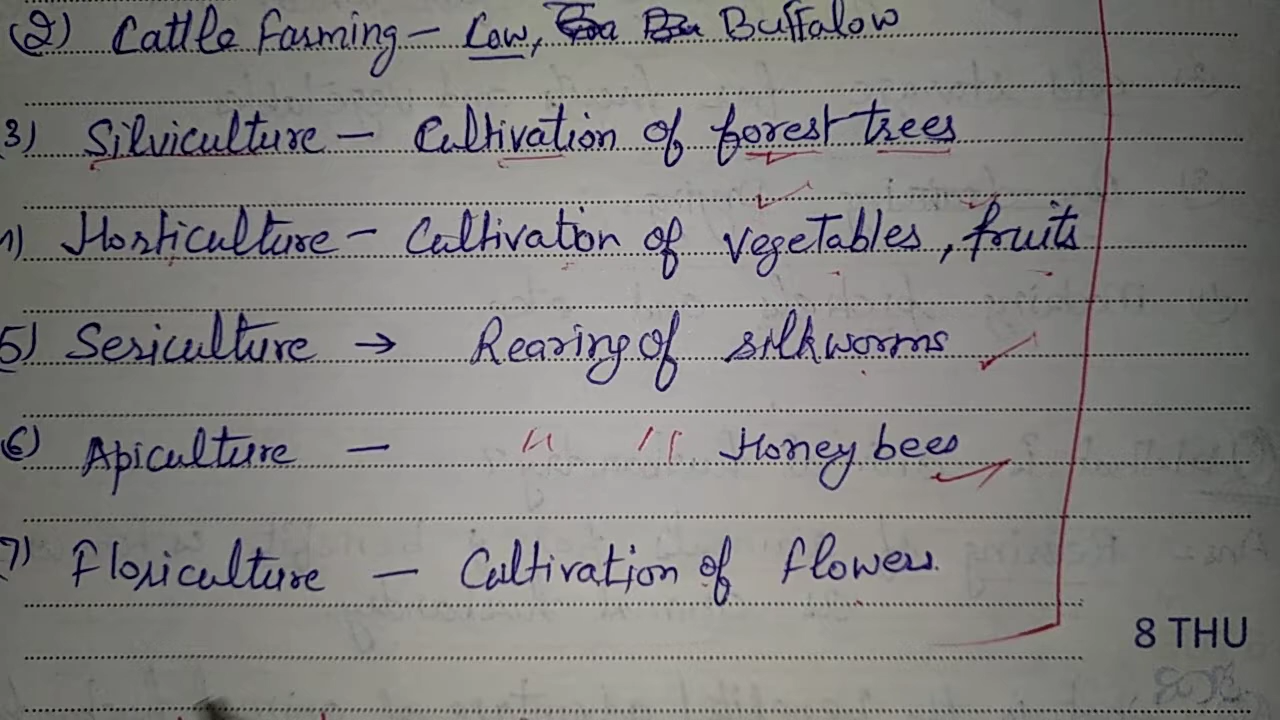 (2) Cattle farming – Cow, Buffalow
3) Silviculture – Cultivation of forest trees
4) Horticulture – Cultivation of vegetables, fruits
5) Sericulture → Rearing of silkworms
6) Apiculture – " " Honey bees
7) Floriculture – Cultivation of flowers.
8 THU